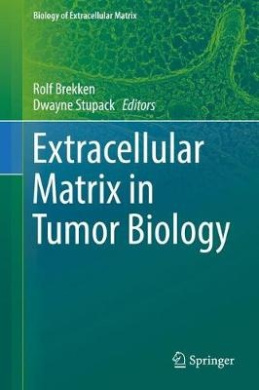 Biology of Extracellular Matrix
Rolf Brekken
Dwayne Stupack Editors
Extracellular
Matrix in
Tumor Biology
Springer